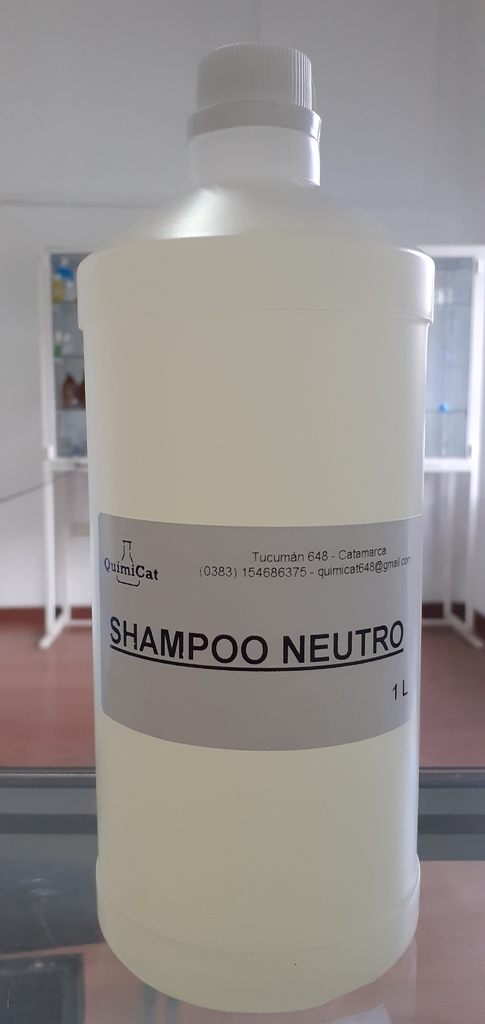 QuimiCat
Tucumán 648 - Catamarca
(0383) 154686375 - quimicat648@gmail.com
SHAMPOO NEUTRO
1 L